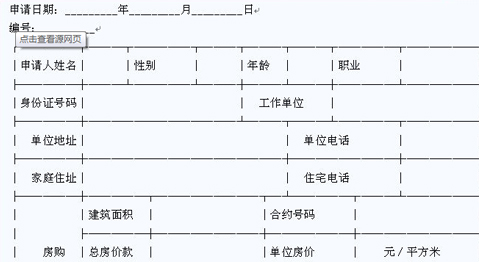 申请日期：________年________月________日
编号：________
点击查看源网页
申请人姓名 性别 年龄 职业
身份证号码 工作单位
单位地址 单位电话
家庭住址 住宅电话
建筑面积 合约号码
房购 总房价款 单位房价 元／平方米